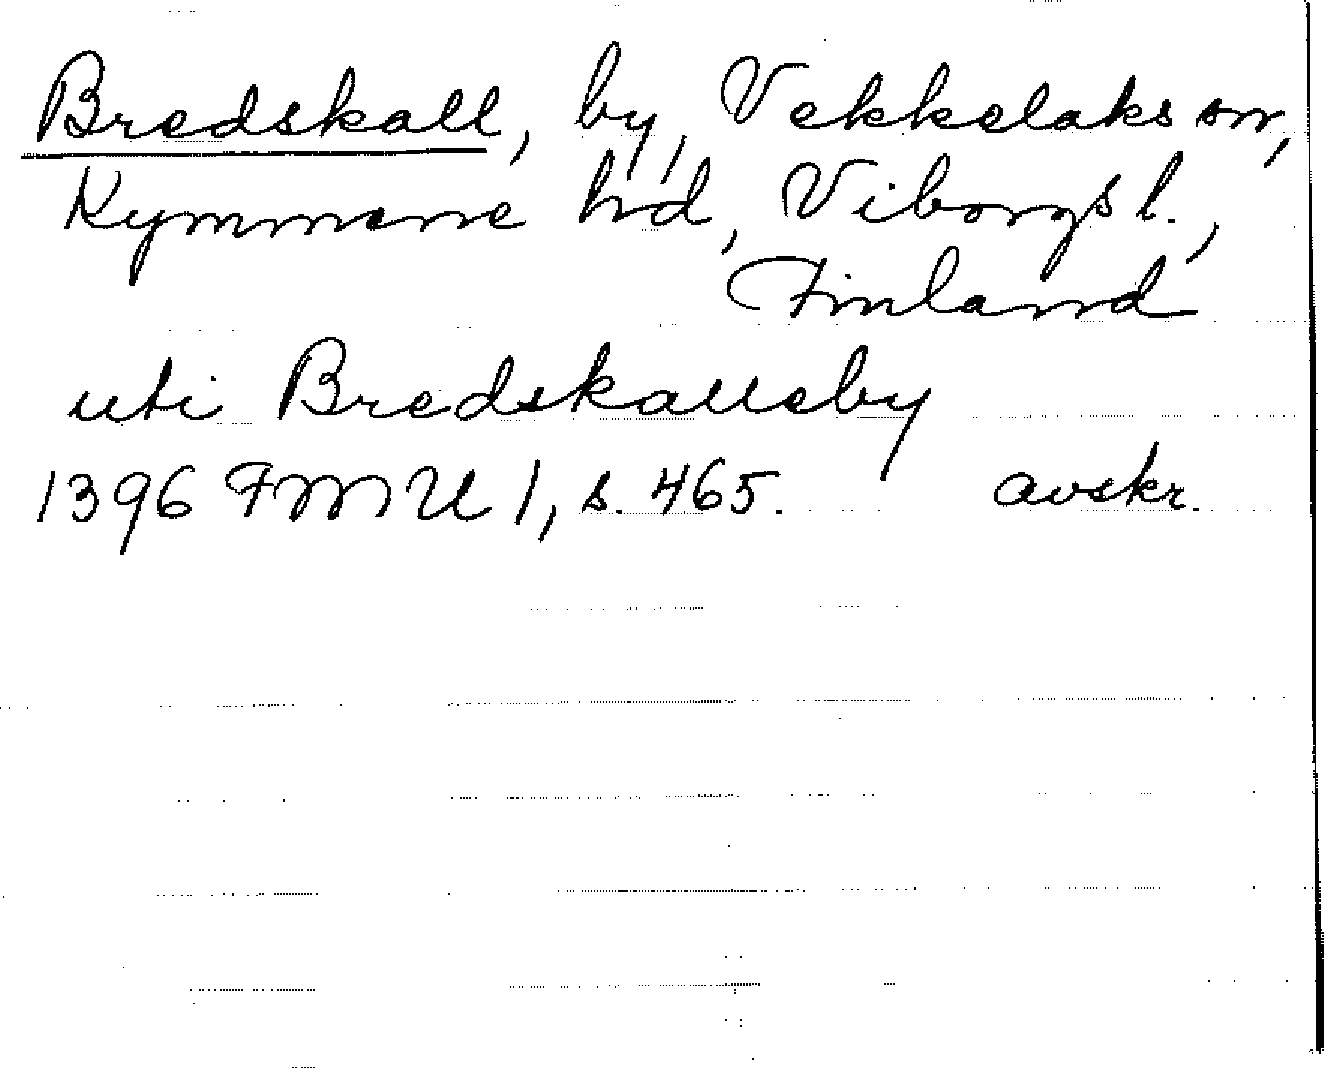 Bredskall, by, Vekkelaks sn,
Kymmene hd, Viborgs l.,
Finland
uti Bredskalleby
1396 FMU 1, s. 465. avskr.